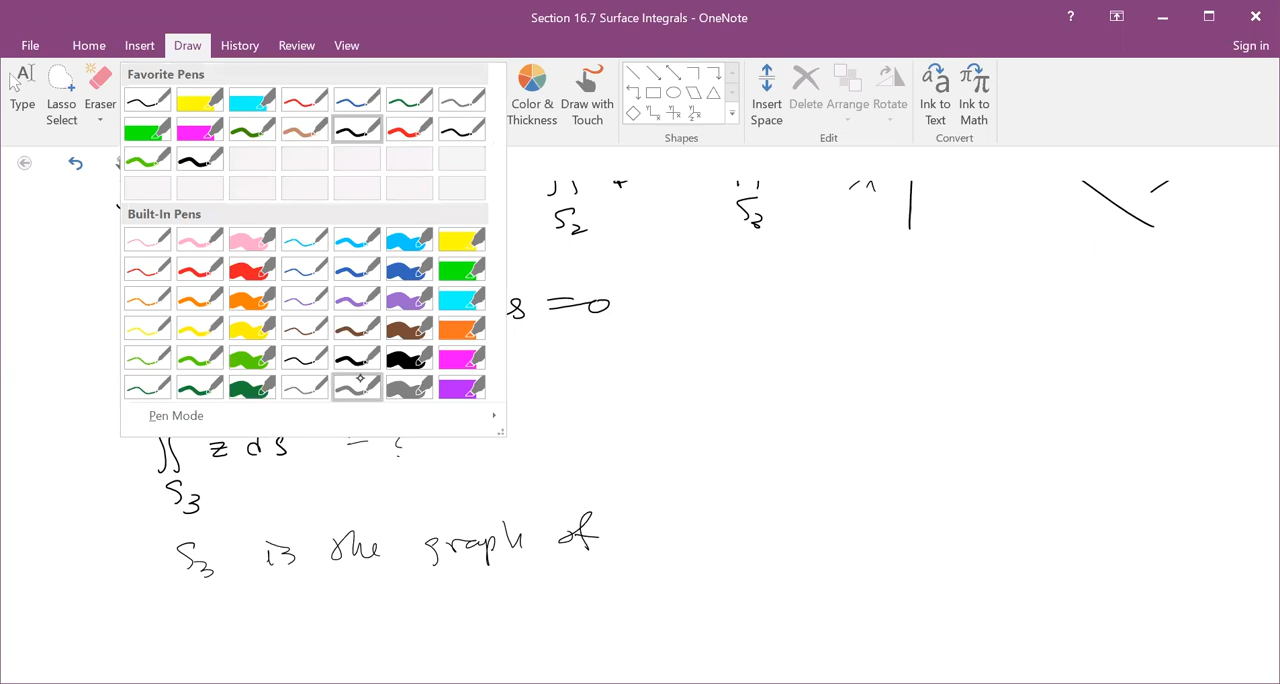 Section 16.7 Surface Integrals - OneNote
File Home Insert Draw History Review View Sign in
Type Lasso Select Eraser
Favorite Pens
Built-In Pens
Pen Mode
Color & Thickness Draw with Touch
Shapes
Insert Space Delete Arrange Rotate
Edit
Ink to Text Ink to Math
Convert
S₂ S₃
s = 0
∬ z ds = ?
S₃
S₃ is the graph of